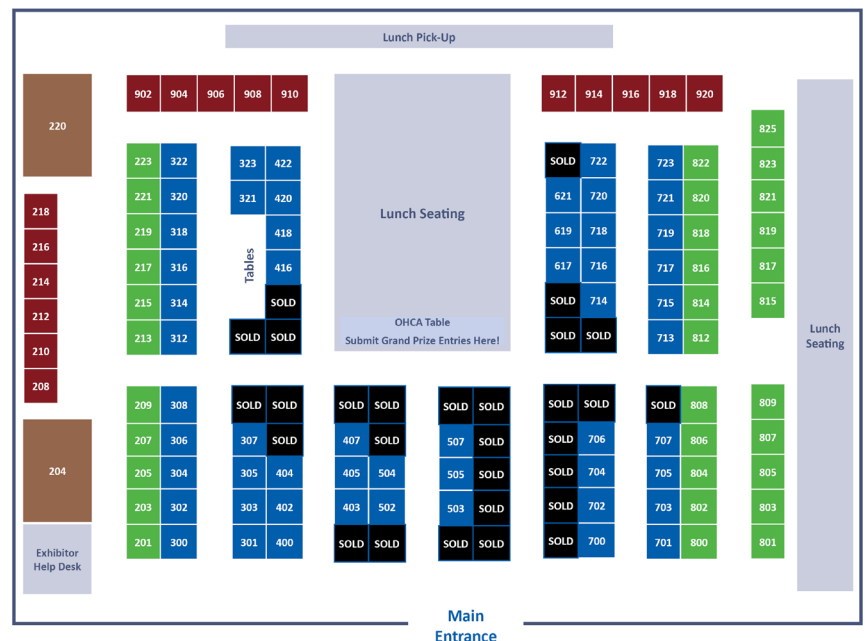 Lunch Pick-Up
902 904 906 908 910
912 914 916 918 920
220
Lunch Seating
OHCA Table
Submit Grand Prize Entries Here!
Lunch
Seating
218
216
214
212
210
208
204
Exhibitor
Help Desk
223 322
221 320
219 318
217 316
215 314
213 312
323 422
321 420
418
416
SOLD
SOLD SOLD
Tables
SOLD 722
621 720
619 718
617 716
SOLD 714
SOLD SOLD
723 822
721 820
719 818
717 816
715 814
713 812
825
823
821
819
817
815
209 308
207 306
205 304
203 302
201 300
SOLD SOLD
307 SOLD
305 404
303 402
301 400
SOLD SOLD
407 SOLD
405 504
403 502
SOLD SOLD
SOLD SOLD
507 SOLD
505 SOLD
503 SOLD
SOLD SOLD
SOLD SOLD
SOLD 706
SOLD 704
SOLD 702
SOLD 700
SOLD 808
707 806
705 804
703 802
701 800
809
807
805
803
801
Main
Entrance